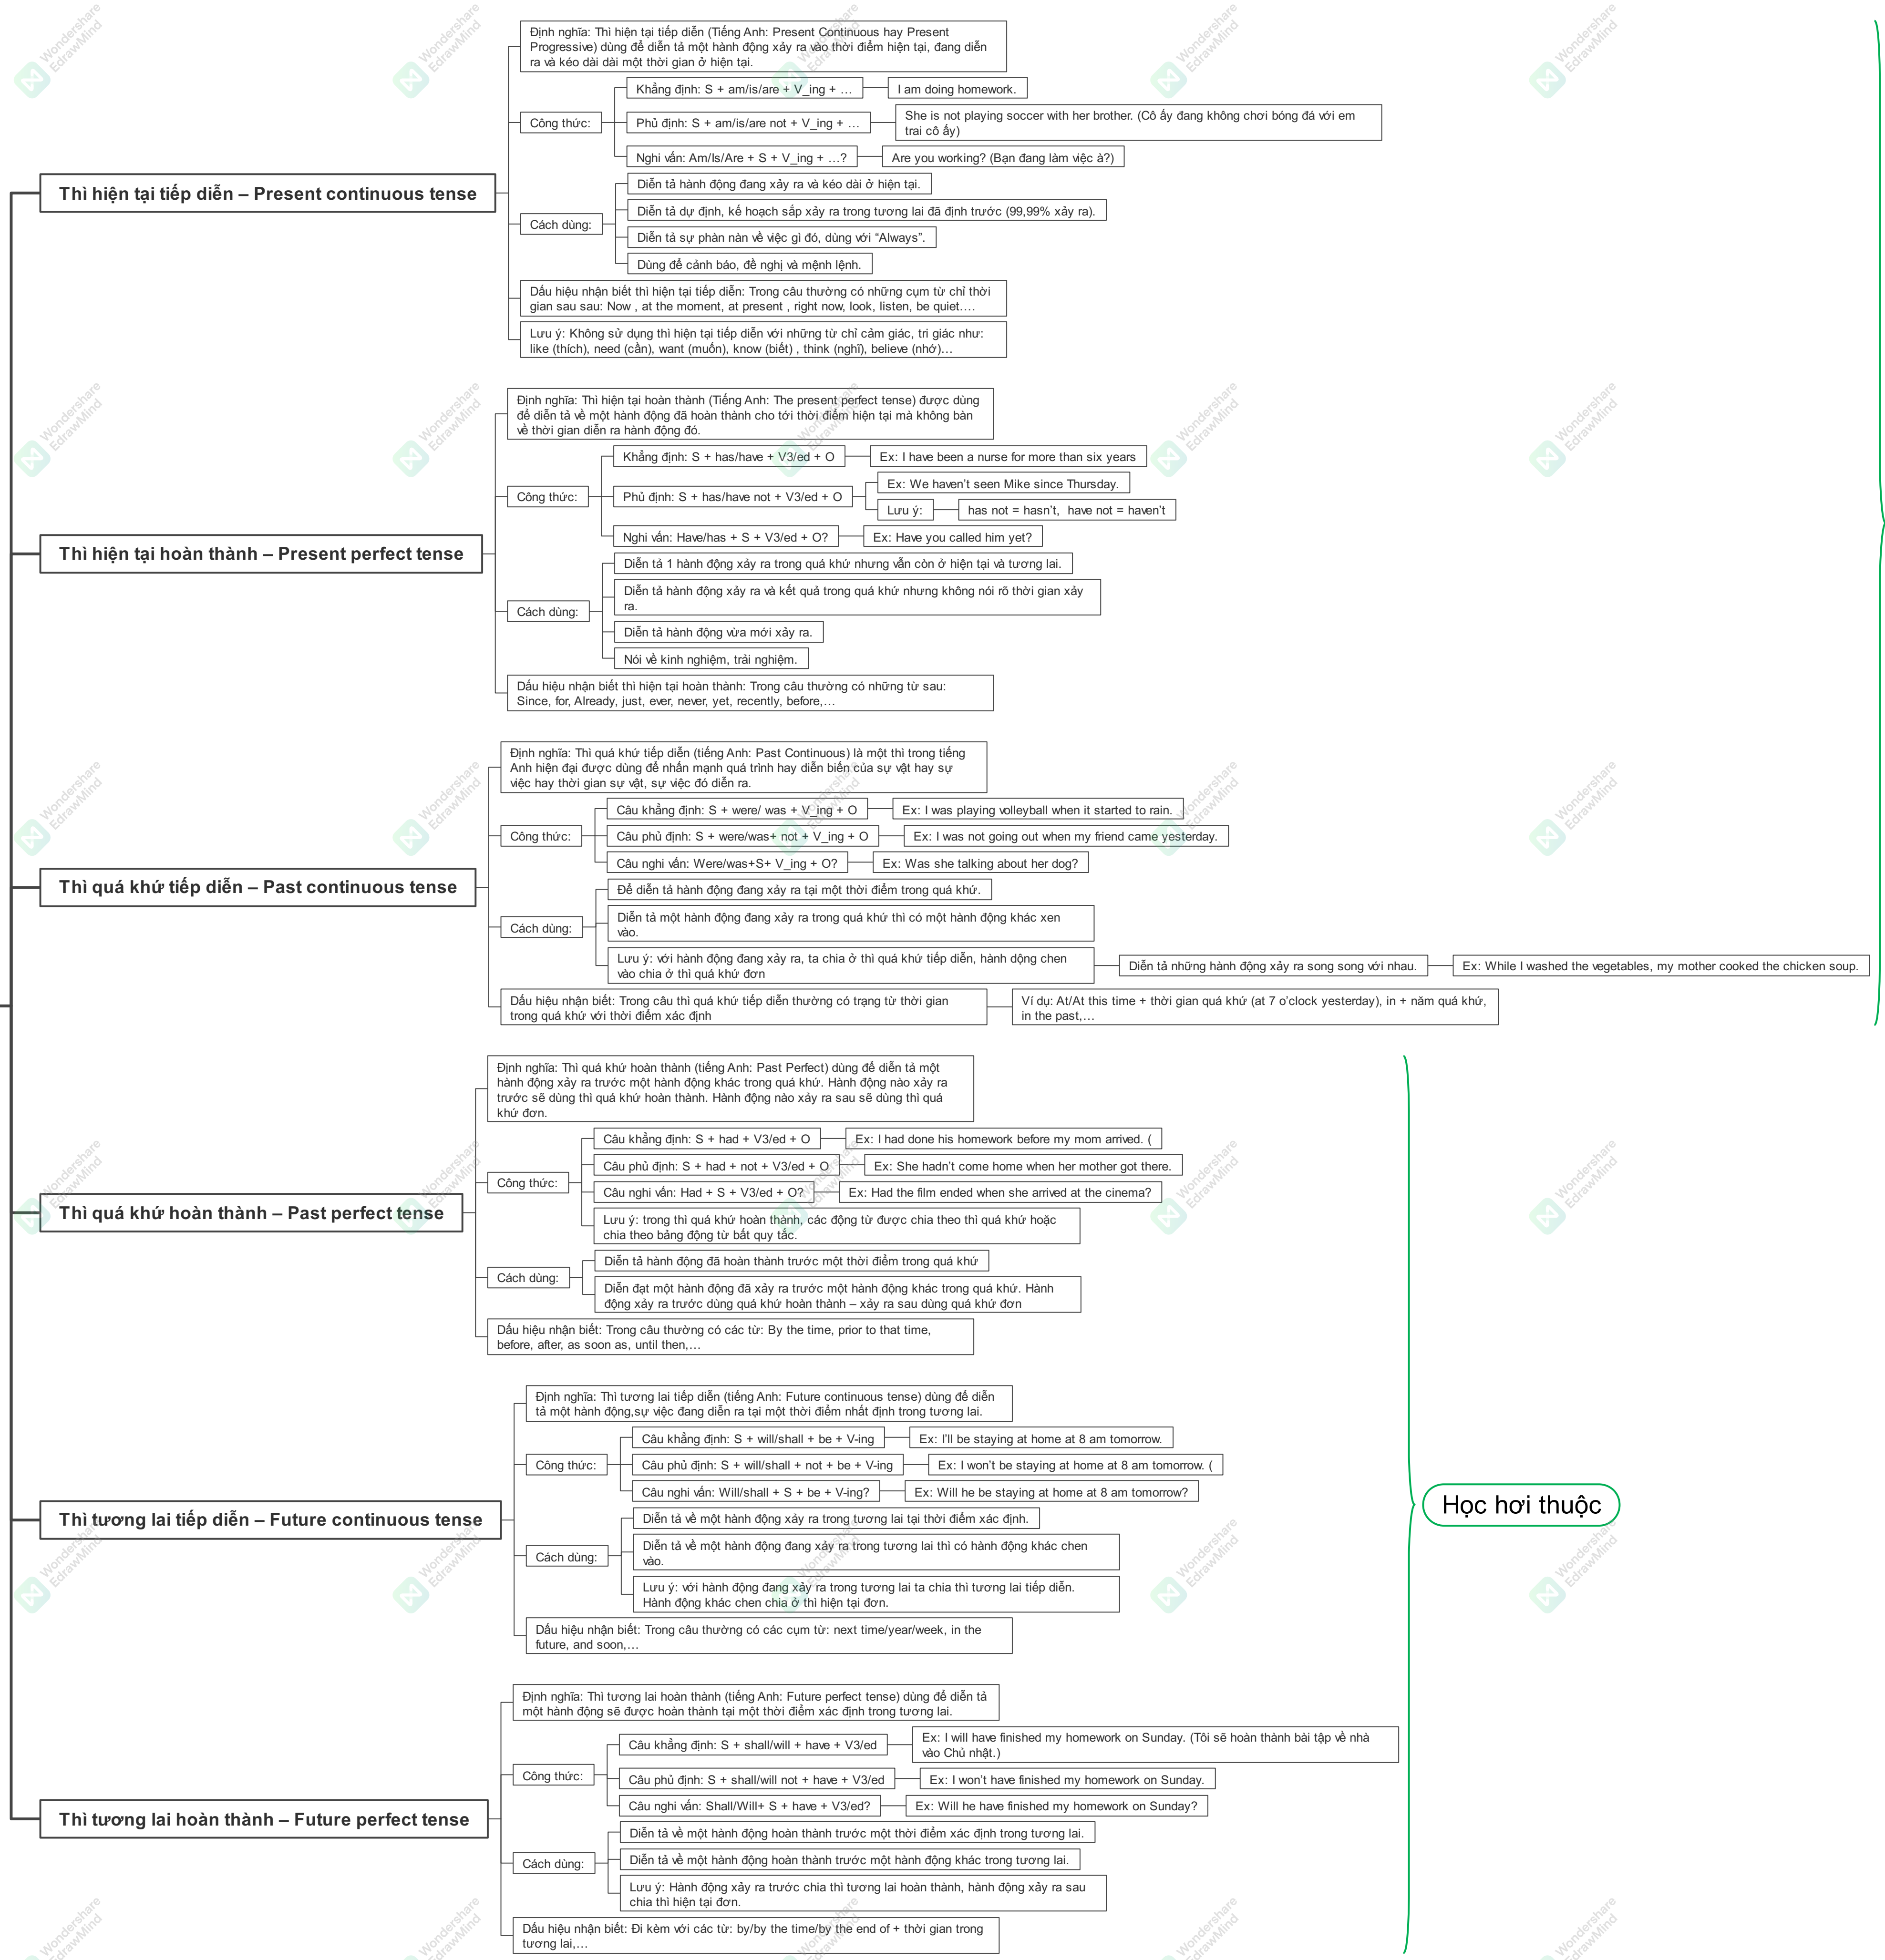 Định nghĩa: Thì hiện tại tiếp diễn (Tiếng Anh: Present Continuous hay Present
Progressive) dùng để diễn tả một hành động xảy ra vào thời điểm hiện tại, đang diễn
ra và kéo dài dài một thời gian ở hiện tại.
Công thức:
Khẳng định: S + am/is/are + V_ing + …
I am doing homework.
Phủ định: S + am/is/are not + V_ing + …
She is not playing soccer with her brother. (Cô ấy đang không chơi bóng đá với em
trai cô ấy)
Nghi vấn: Am/Is/Are + S + V_ing + …?
Are you working? (Bạn đang làm việc à?)
Thì hiện tại tiếp diễn – Present continuous tense
Cách dùng:
Diễn tả hành động đang xảy ra và kéo dài ở hiện tại.
Diễn tả dự định, kế hoạch sắp xảy ra trong tương lai đã định trước (99,99% xảy ra).
Diễn tả sự phàn nàn về việc gì đó, dùng với “Always”.
Dùng để cảnh báo, đề nghị và mệnh lệnh.
Dấu hiệu nhận biết thì hiện tại tiếp diễn: Trong câu thường có những cụm từ chỉ thời
gian sau sau: Now , at the moment, at present , right now, look, listen, be quiet.…
Lưu ý: Không sử dụng thì hiện tại tiếp diễn với những từ chỉ cảm giác, tri giác như:
like (thích), need (cần), want (muốn), know (biết) , think (nghĩ), believe (nhớ)…
Định nghĩa: Thì hiện tại hoàn thành (Tiếng Anh: The present perfect tense) được dùng
để diễn tả về một hành động đã hoàn thành cho tới thời điểm hiện tại mà không bàn
về thời gian diễn ra hành động đó.
Công thức:
Khẳng định: S + has/have + V3/ed + O
Ex: I have been a nurse for more than six years
Phủ định: S + has/have not + V3/ed + O
Ex: We haven’t seen Mike since Thursday.
Lưu ý:
has not = hasn’t, have not = haven’t
Nghi vấn: Have/has + S + V3/ed + O?
Ex: Have you called him yet?
Thì hiện tại hoàn thành – Present perfect tense
Cách dùng:
Diễn tả 1 hành động xảy ra trong quá khứ nhưng vẫn còn ở hiện tại và tương lai.
Diễn tả hành động xảy ra và kết quả trong quá khứ nhưng không nói rõ thời gian xảy
ra.
Diễn tả hành động vừa mới xảy ra.
Nói về kinh nghiệm, trải nghiệm.
Dấu hiệu nhận biết thì hiện tại hoàn thành: Trong câu thường có những từ sau:
Since, for, Already, just, ever, never, yet, recently, before,…
Định nghĩa: Thì quá khứ tiếp diễn (tiếng Anh: Past Continuous) là một thì trong tiếng
Anh hiện đại được dùng để nhấn mạnh quá trình hay diễn biến của sự vật hay sự
việc hay thời gian sự vật, sự việc đó diễn ra.
Công thức:
Câu khẳng định: S + were/ was + V_ing + O
Ex: I was playing volleyball when it started to rain.
Câu phủ định: S + were/was+ not + V_ing + O
Ex: I was not going out when my friend came yesterday.
Câu nghi vấn: Were/was+S+ V_ing + O?
Ex: Was she talking about her dog?
Thì quá khứ tiếp diễn – Past continuous tense
Cách dùng:
Để diễn tả hành động đang xảy ra tại một thời điểm trong quá khứ.
Diễn tả một hành động đang xảy ra trong quá khứ thì có một hành động khác xen
vào.
Lưu ý: với hành động đang xảy ra, ta chia ở thì quá khứ tiếp diễn, hành dộng chen
vào chia ở thì quá khứ đơn
Diễn tả những hành động xảy ra song song với nhau.
Ex: While I washed the vegetables, my mother cooked the chicken soup.
Dấu hiệu nhận biết: Trong câu thì quá khứ tiếp diễn thường có trạng từ thời gian
trong quá khứ với thời điểm xác định
Ví dụ: At/At this time + thời gian quá khứ (at 7 o’clock yesterday), in + năm quá khứ,
in the past,…
Định nghĩa: Thì quá khứ hoàn thành (tiếng Anh: Past Perfect) dùng để diễn tả một
hành động xảy ra trước một hành động khác trong quá khứ. Hành động nào xảy ra
trước sẽ dùng thì quá khứ hoàn thành. Hành động nào xảy ra sau sẽ dùng thì quá
khứ đơn.
Công thức:
Câu khẳng định: S + had + V3/ed + O
Ex: I had done his homework before my mom arrived. (
Câu phủ định: S + had + not + V3/ed + O
Ex: She hadn’t come home when her mother got there.
Câu nghi vấn: Had + S + V3/ed + O?
Ex: Had the film ended when she arrived at the cinema?
Lưu ý: trong thì quá khứ hoàn thành, các động từ được chia theo thì quá khứ hoặc
chia theo bảng động từ bất quy tắc.
Thì quá khứ hoàn thành – Past perfect tense
Cách dùng:
Diễn tả hành động đã hoàn thành trước một thời điểm trong quá khứ
Diễn đạt một hành động đã xảy ra trước một hành động khác trong quá khứ. Hành
động xảy ra trước dùng quá khứ hoàn thành – xảy ra sau dùng quá khứ đơn
Dấu hiệu nhận biết: Trong câu thường có các từ: By the time, prior to that time,
before, after, as soon as, until then,…
Định nghĩa: Thì tương lai tiếp diễn (tiếng Anh: Future continuous tense) dùng để diễn
tả một hành động,sự việc đang diễn ra tại một thời điểm nhất định trong tương lai.
Công thức:
Câu khẳng định: S + will/shall + be + V-ing
Ex: I’ll be staying at home at 8 am tomorrow.
Câu phủ định: S + will/shall + not + be + V-ing
Ex: I won’t be staying at home at 8 am tomorrow. (
Câu nghi vấn: Will/shall + S + be + V-ing?
Ex: Will he be staying at home at 8 am tomorrow?
Học hơi thuộc
Thì tương lai tiếp diễn – Future continuous tense
Cách dùng:
Diễn tả về một hành động xảy ra trong tương lai tại thời điểm xác định.
Diễn tả về một hành động đang xảy ra trong tương lai thì có hành động khác chen
vào.
Lưu ý: với hành động đang xảy ra trong tương lai ta chia thì tương lai tiếp diễn.
Hành động khác chen chia ở thì hiện tại đơn.
Dấu hiệu nhận biết: Trong câu thường có các cụm từ: next time/year/week, in the
future, and soon,…
Định nghĩa: Thì tương lai hoàn thành (tiếng Anh: Future perfect tense) dùng để diễn tả
một hành động sẽ được hoàn thành tại một thời điểm xác định trong tương lai.
Công thức:
Câu khẳng định: S + shall/will + have + V3/ed
Ex: I will have finished my homework on Sunday. (Tôi sẽ hoàn thành bài tập về nhà
vào Chủ nhật.)
Câu phủ định: S + shall/will not + have + V3/ed
Ex: I won’t have finished my homework on Sunday.
Câu nghi vấn: Shall/Will+ S + have + V3/ed?
Ex: Will he have finished my homework on Sunday?
Thì tương lai hoàn thành – Future perfect tense
Cách dùng:
Diễn tả về một hành động hoàn thành trước một thời điểm xác định trong tương lai.
Diễn tả về một hành động hoàn thành trước một hành động khác trong tương lai.
Lưu ý: Hành động xảy ra trước chia thì tương lai hoàn thành, hành động xảy ra sau
chia thì hiện tại đơn.
Dấu hiệu nhận biết: Đi kèm với các từ: by/by the time/by the end of + thời gian trong
tương lai,…
Wondershare
EdrawMind